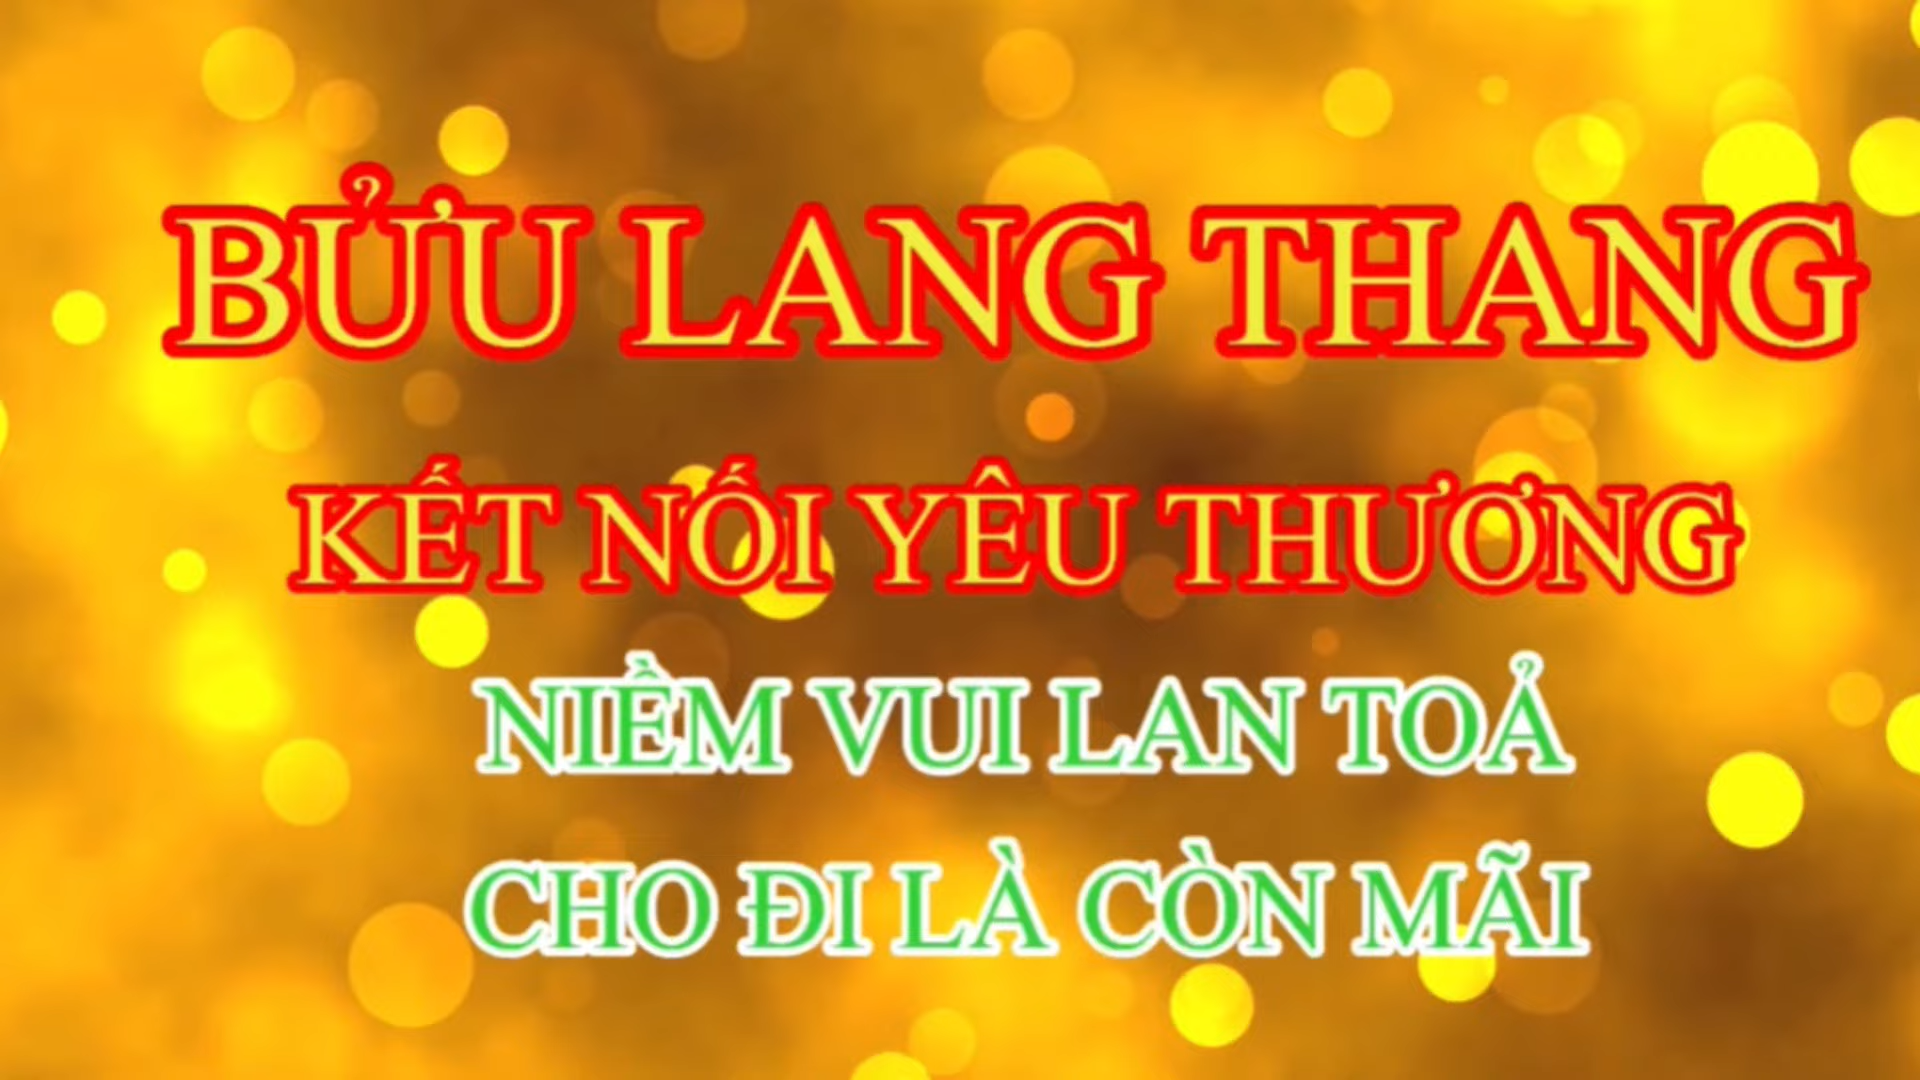 BỬU LANG THANG
KẾT NỐI YÊU THƯƠNG
NIỀM VUI LAN TOẢ
CHO ĐI LÀ CÒN MÃI